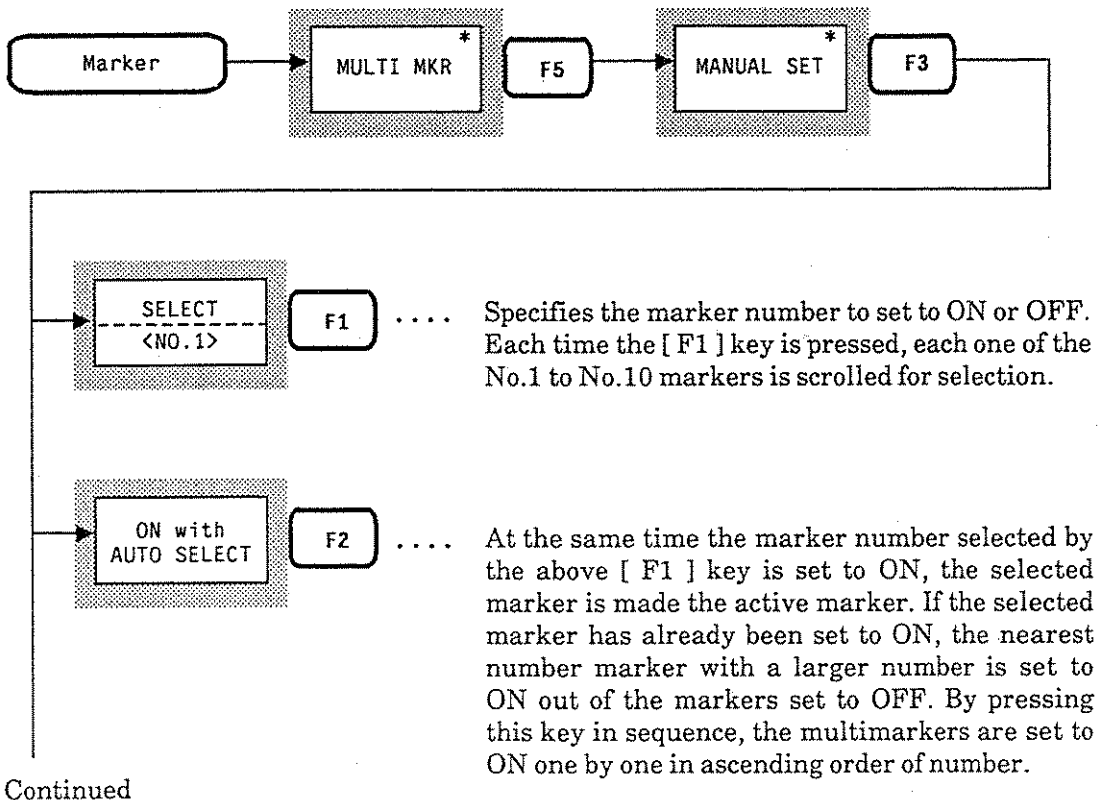 Marker
MULTI MKR
*
F5
MANUAL SET
*
F3
SELECT
<NO.1>
F1
....
Specifies the marker number to set to ON or OFF.
Each time the [ F1 ] key is pressed, each one of the
No.1 to No.10 markers is scrolled for selection.
ON with
AUTO SELECT
F2
....
At the same time the marker number selected by
the above [ F1 ] key is set to ON, the selected
marker is made the active marker. If the selected
marker has already been set to ON, the nearest
number marker with a larger number is set to
ON out of the markers set to OFF. By pressing
this key in sequence, the multimarkers are set to
ON one by one in ascending order of number.
Continued